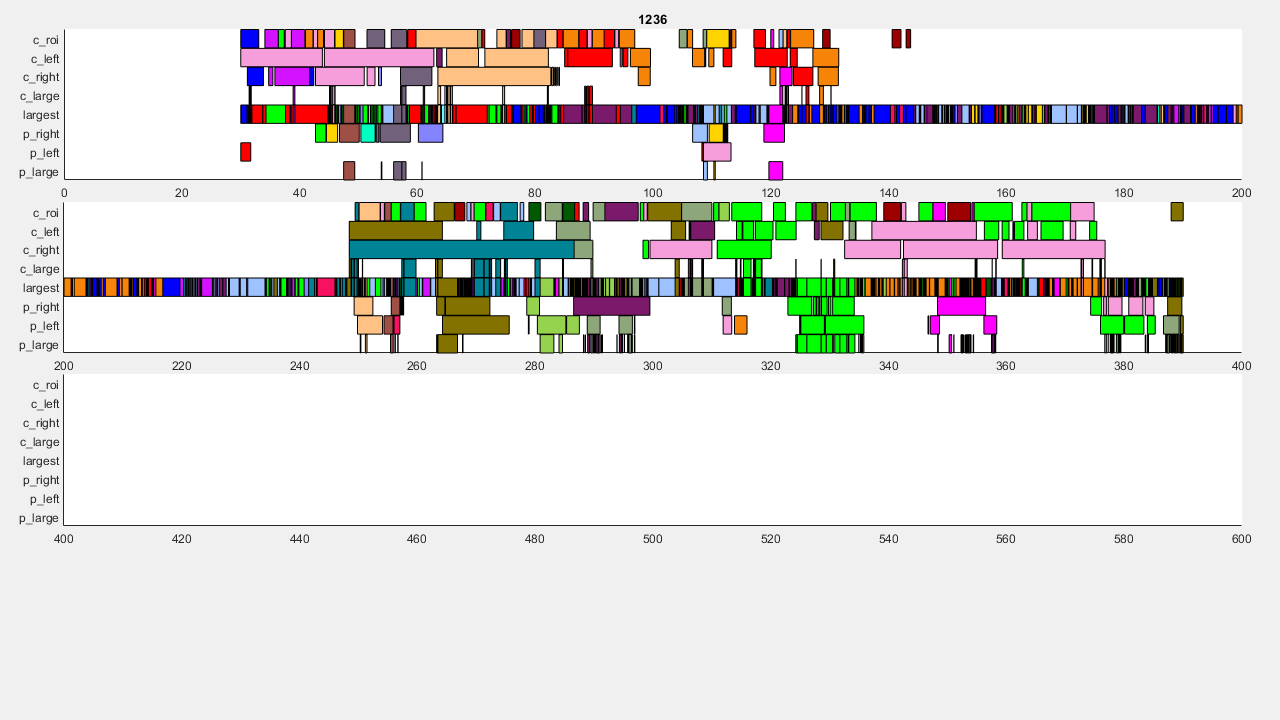 1236
c_roi
c_left
c_right
c_large
largest
p_right
p_left
p_large
0 20 40 60 80 100 120 140 160 180 200
c_roi
c_left
c_right
c_large
largest
p_right
p_left
p_large
200 220 240 260 280 300 320 340 360 380 400
c_roi
c_left
c_right
c_large
largest
p_right
p_left
p_large
400 420 440 460 480 500 520 540 560 580 600